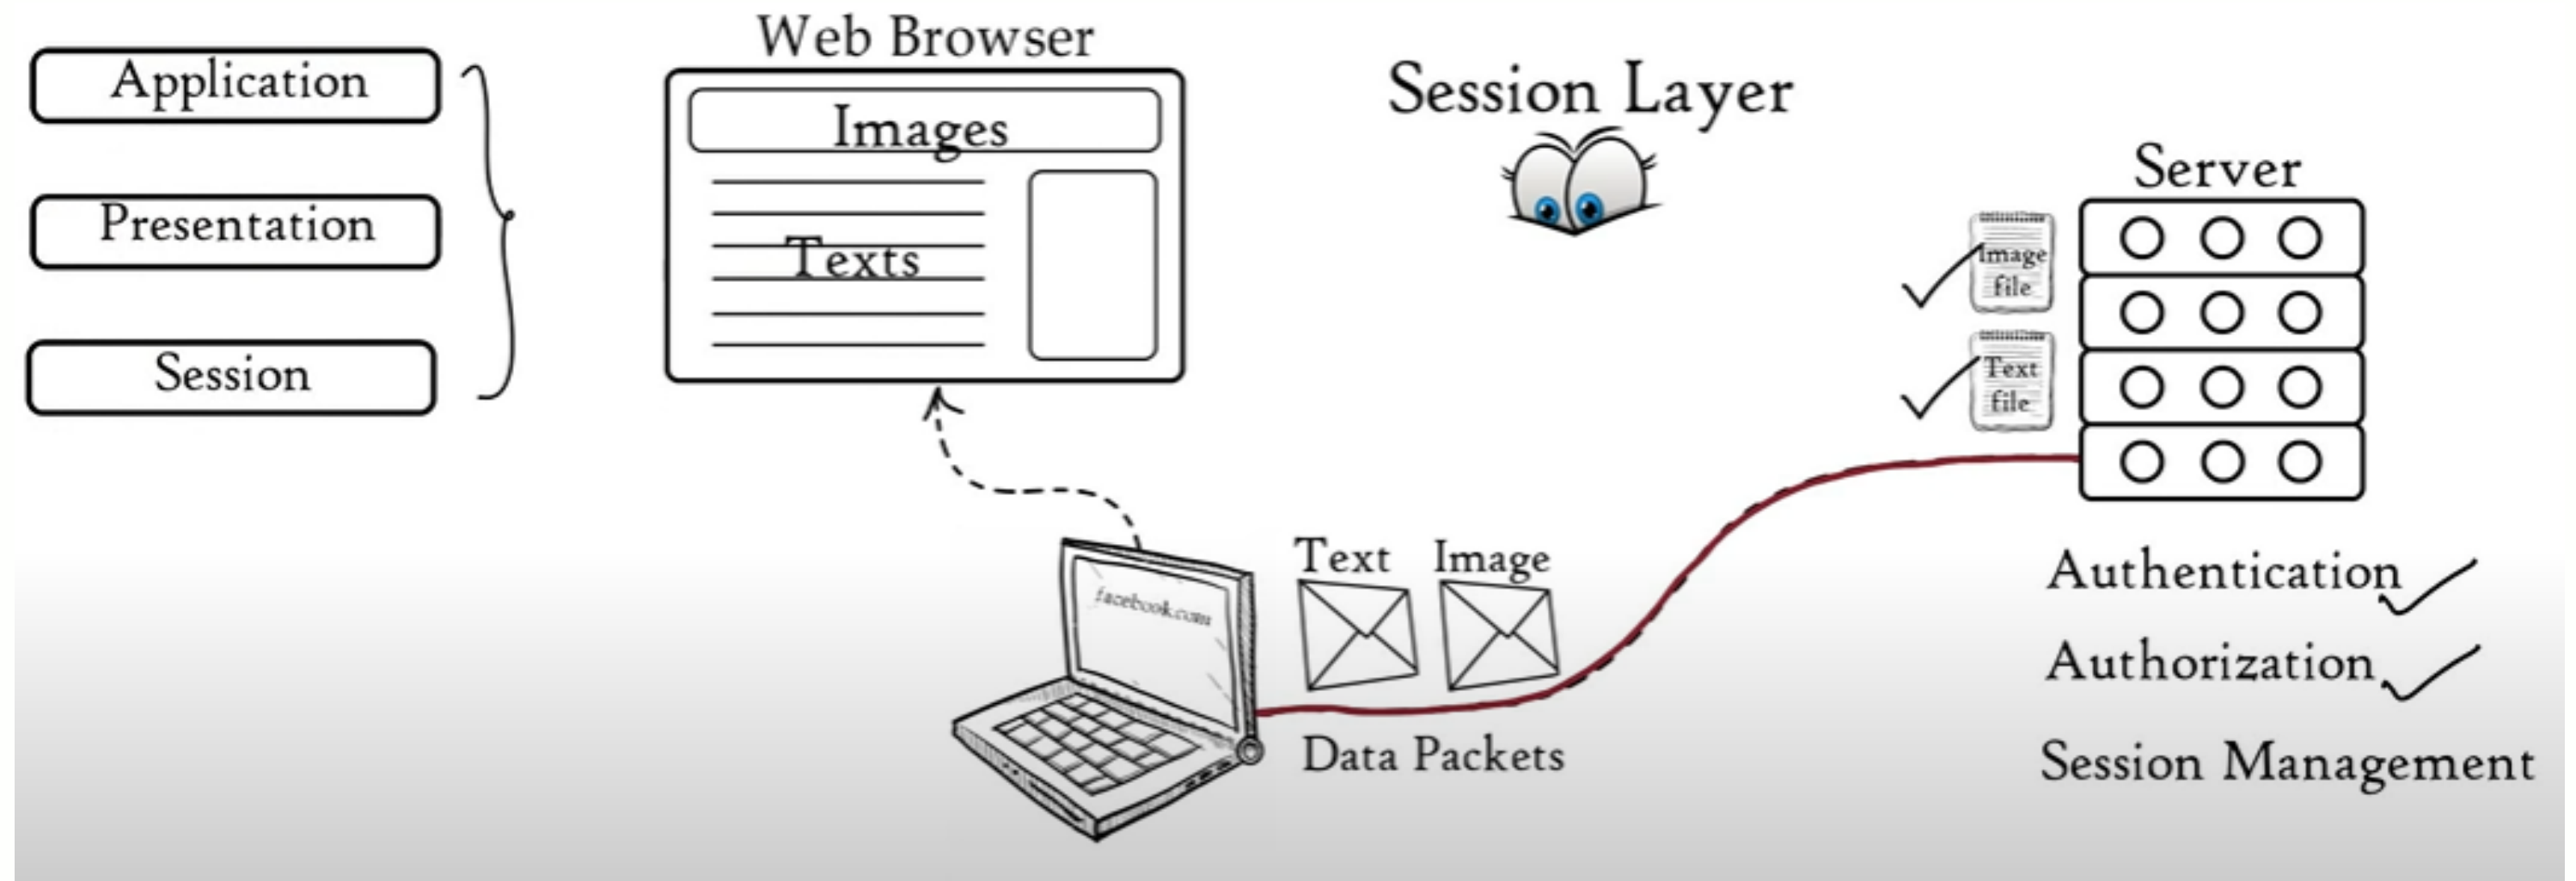 Application
Presentation
Session
Web Browser
Images
Texts
Session Layer
Server
Image
file
Text
file
facebook.com
Text Image
Data Packets
Authentication
Authorization
Session Management